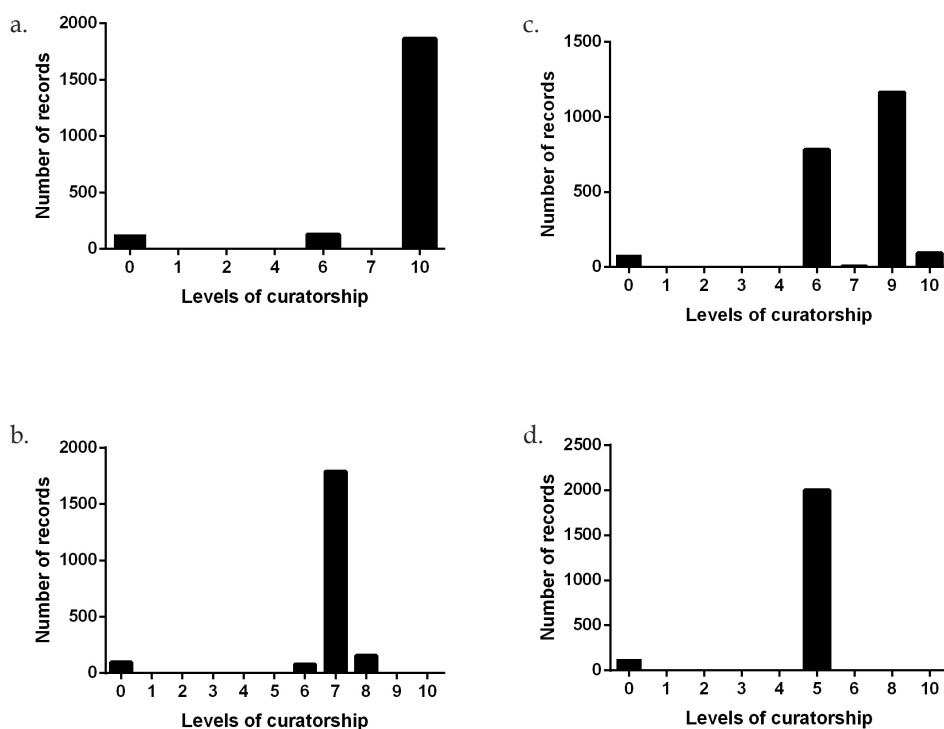 a.
2000
1500
1000
500
0
Number of records
0 1 2 4 6 7 10
Levels of curatorship
c.
1500
1000
500
0
Number of records
0 1 2 3 4 6 7 9 10
Levels of curatorship
b.
2000
1500
1000
500
0
Number of records
0 1 2 3 4 5 6 7 8 9 10
Levels of curatorship
d.
2500
2000
1500
1000
500
0
Number of records
0 1 2 3 4 5 6 8 10
Levels of curatorship